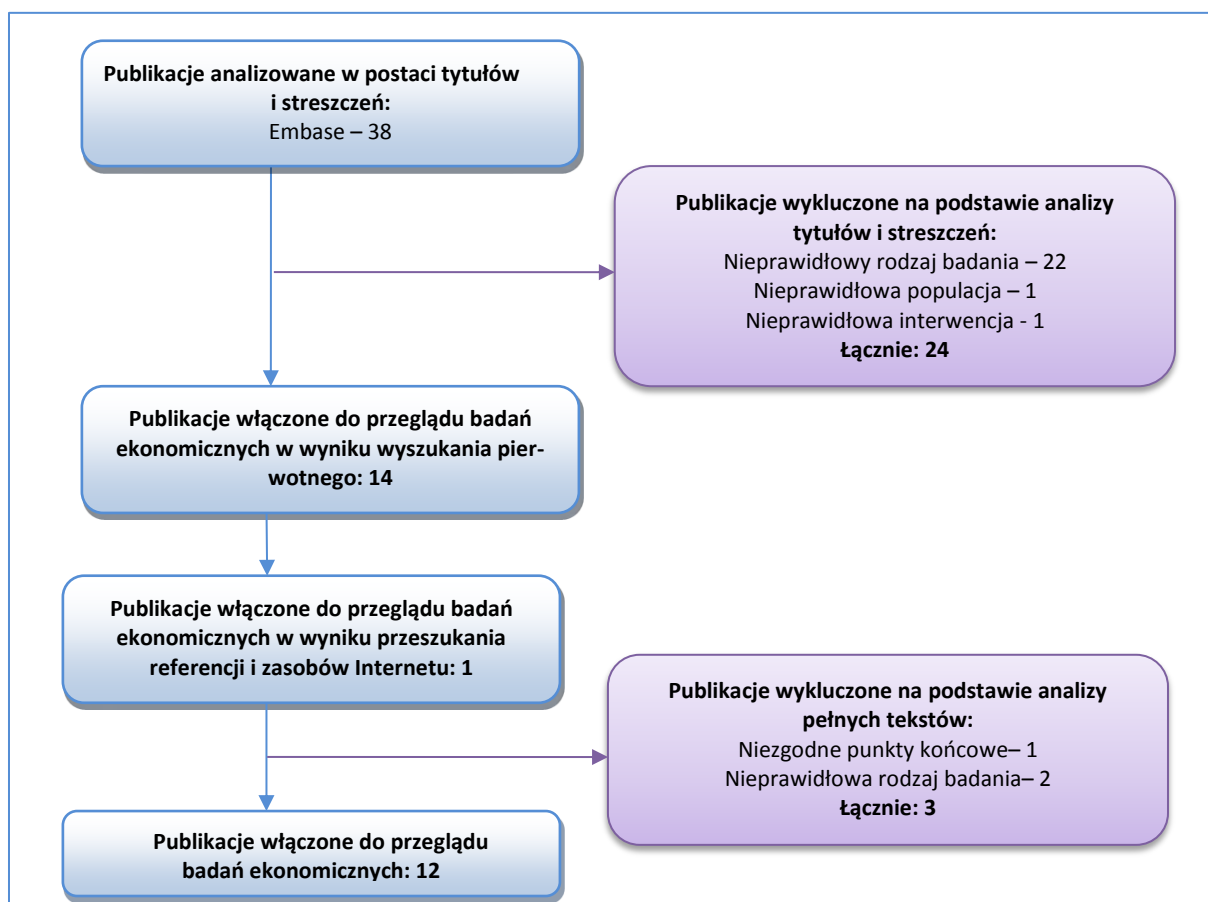 Publikacje analizowane w postaci tytułów
i streszczeń:
Embase – 38
Publikacje wykluczone na podstawie analizy
tytułów i streszczeń:
Nieprawidłowy rodzaj badania – 22
Nieprawidłowa populacja – 1
Nieprawidłowa interwencja - 1
Łącznie: 24
Publikacje włączone do przeglądu badań
ekonomicznych w wyniku wyszukania pier-
wotnego: 14
Publikacje włączone do przeglądu badań
ekonomicznych w wyniku przeszukania
referencji i zasobów Internetu: 1
Publikacje wykluczone na podstawie analizy
pełnych tekstów:
Niezgodne punkty końcowe– 1
Nieprawidłowa rodzaj badania– 2
Łącznie: 3
Publikacje włączone do przeglądu
badań ekonomicznych: 12